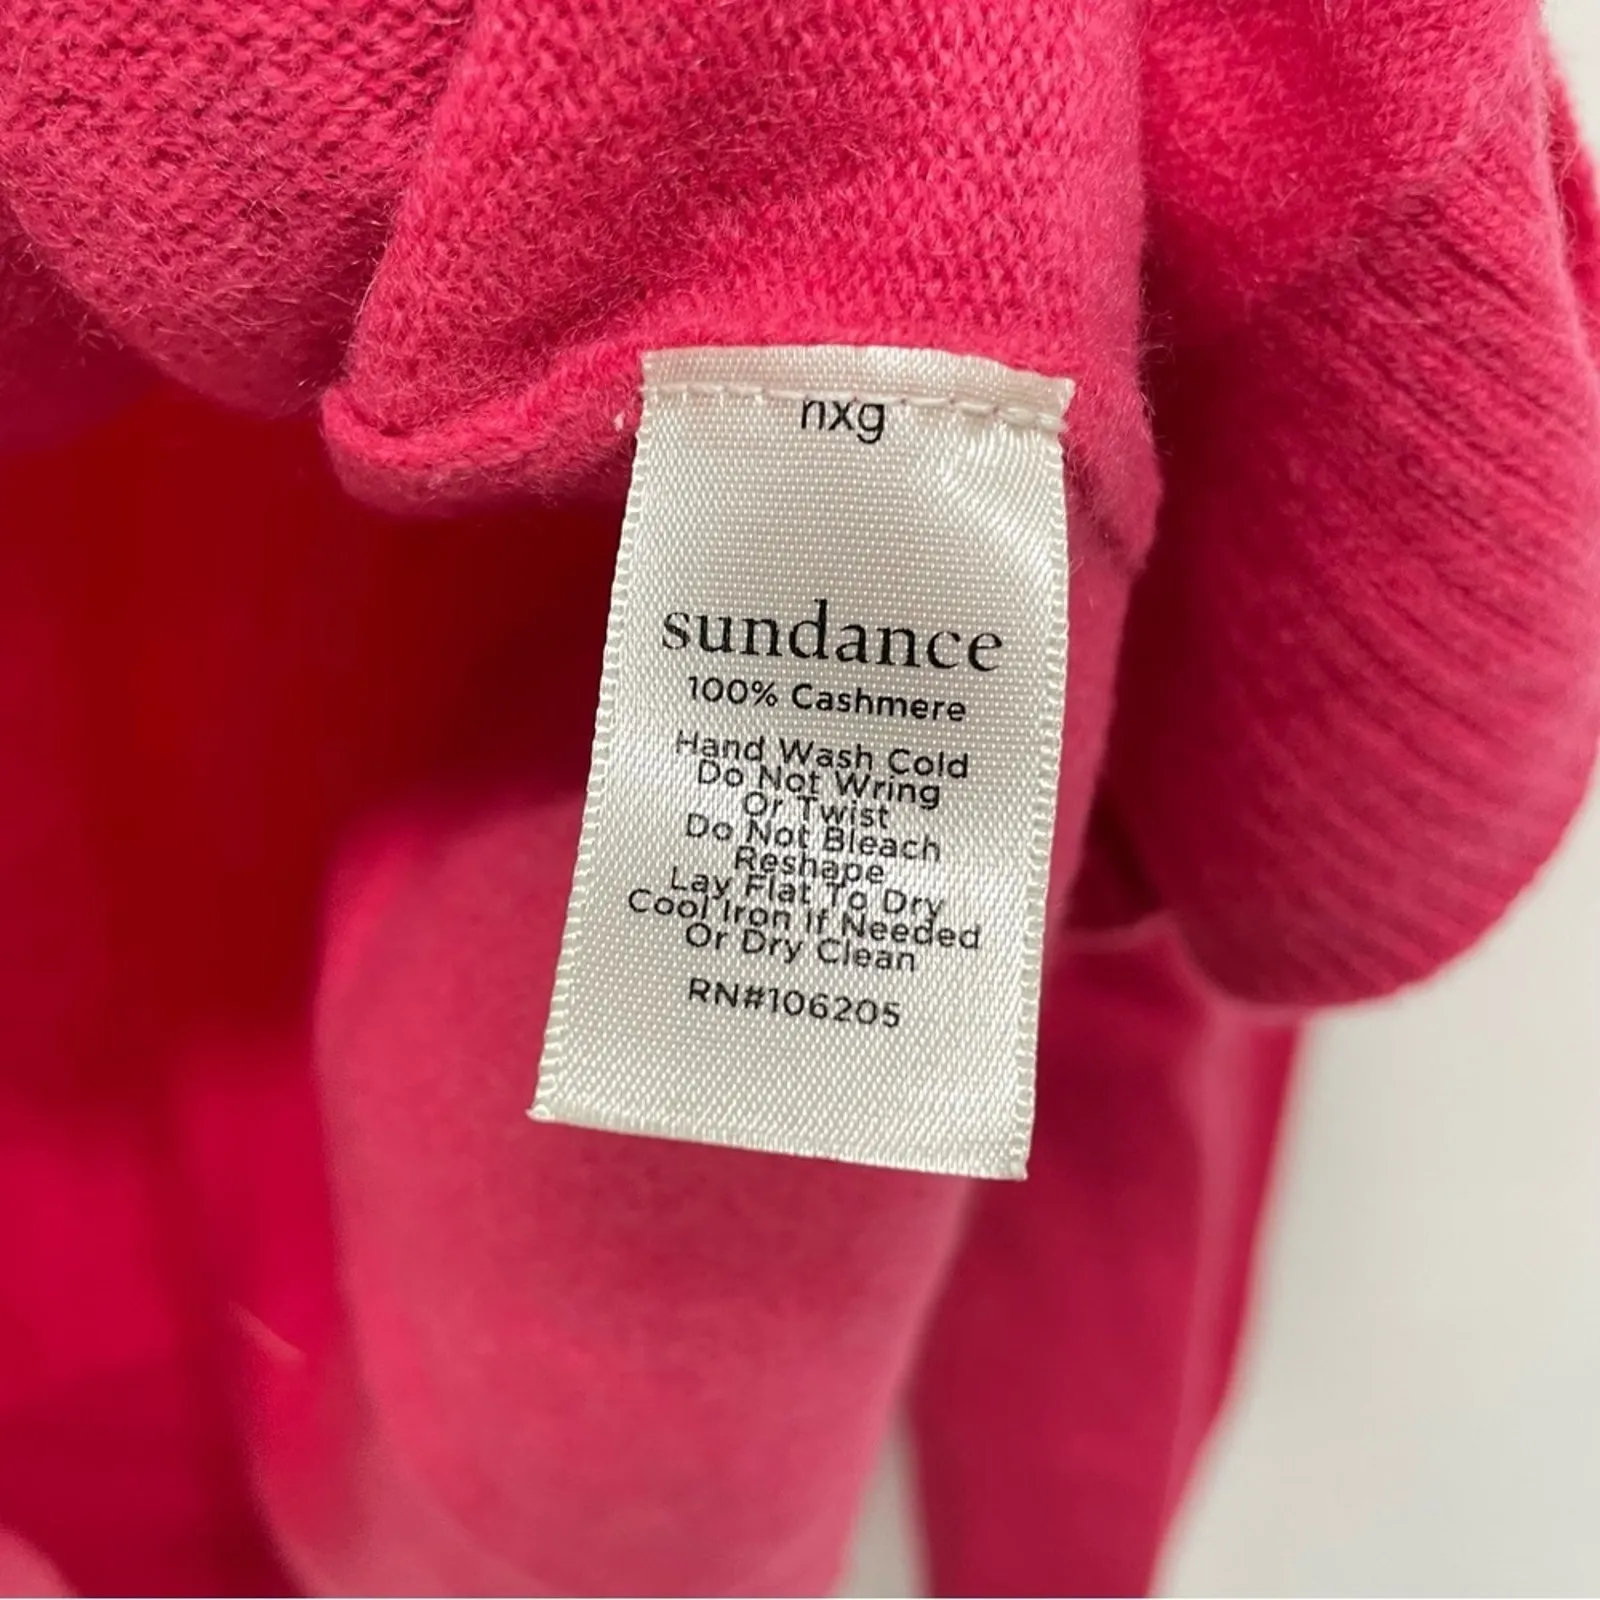 nxg
sundance
100% Cashmere
Hand Wash Cold
Do Not Wring
Or Twist
Do Not Bleach
Reshape
Lay Flat To Dry
Cool Iron If Needed
Or Dry Clean
RN#106205